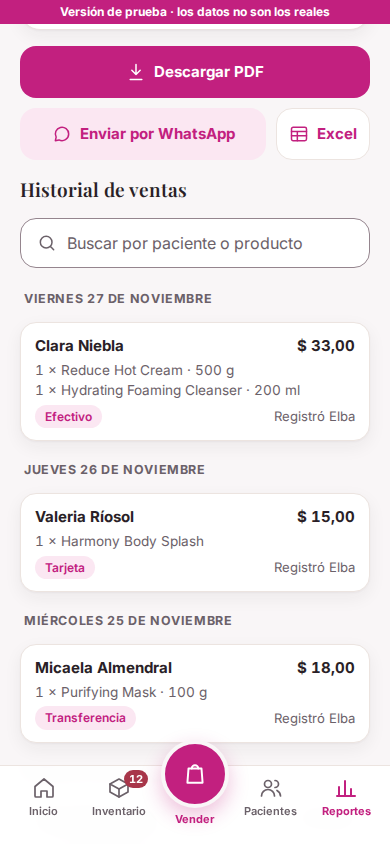 Versión de prueba · los datos no son los reales
Descargar PDF
Enviar por WhatsApp
Excel
Historial de ventas
Buscar por paciente o producto
VIERNES 27 DE NOVIEMBRE
Clara Niebla $ 33,00
1 × Reduce Hot Cream · 500 g
1 × Hydrating Foaming Cleanser · 200 ml
Efectivo Registró Elba
JUEVES 26 DE NOVIEMBRE
Valeria Ríosol $ 15,00
1 × Harmony Body Splash
Tarjeta Registró Elba
MIÉRCOLES 25 DE NOVIEMBRE
Micaela Almendral $ 18,00
1 × Purifying Mask · 100 g
Transferencia Registró Elba
12
Inicio Inventario Vender Pacientes Reportes